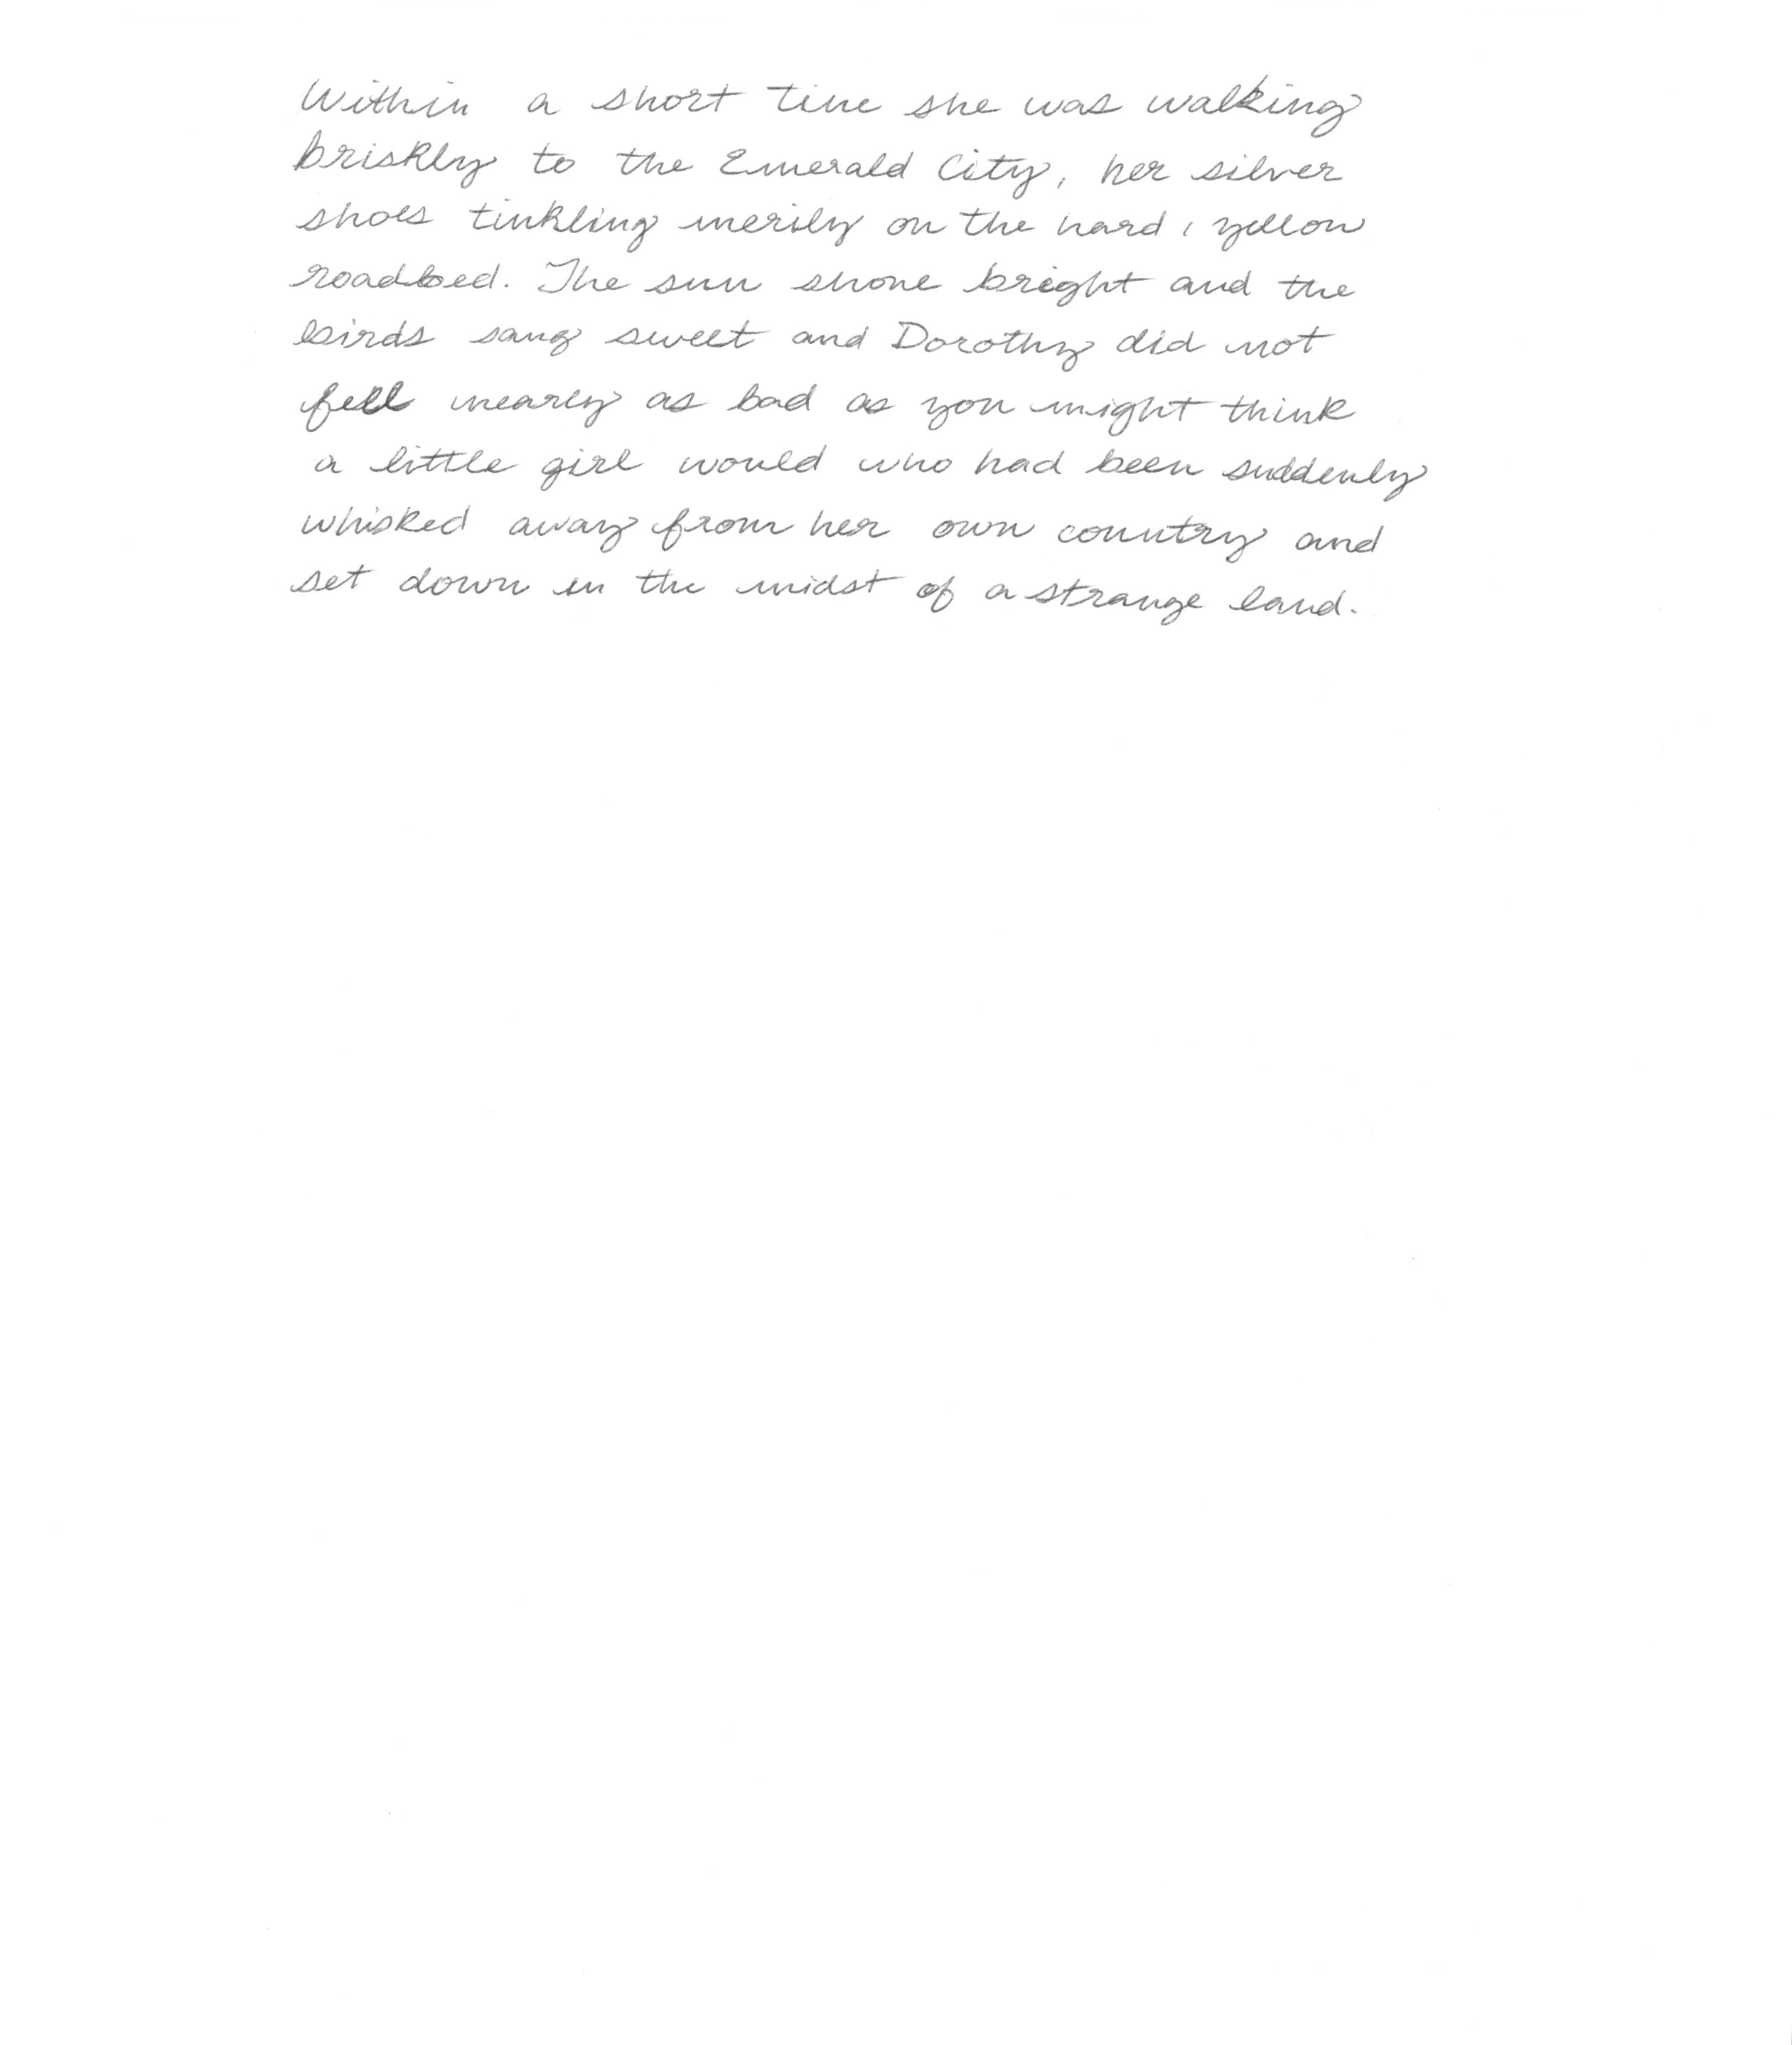 Within a short time she was walking
briskly to the Emerald City, her silver
shoes tinkling merily on the hard, yellow
roadbed. The sun shone bright and the
birds sang sweet and Dorothy did not
fell nearly as bad as you might think
a little girl would who had been suddenly
whisked away from her own country and
set down in the midst of a strange land.